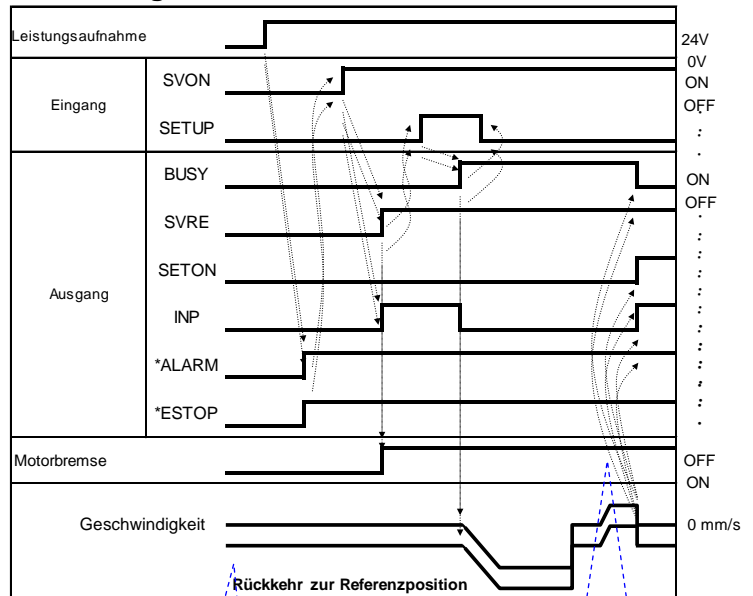 Leistungsaufnahme
24V
0V
Eingang
SVON
ON
OFF
SETUP
:
.
Ausgang
BUSY
ON
OFF
SVRE
SETON
INP
*ALARM
*ESTOP
Motorbremse
OFF
ON
Geschwindigkeit
0 mm/s
Rückkehr zur Referenzposition